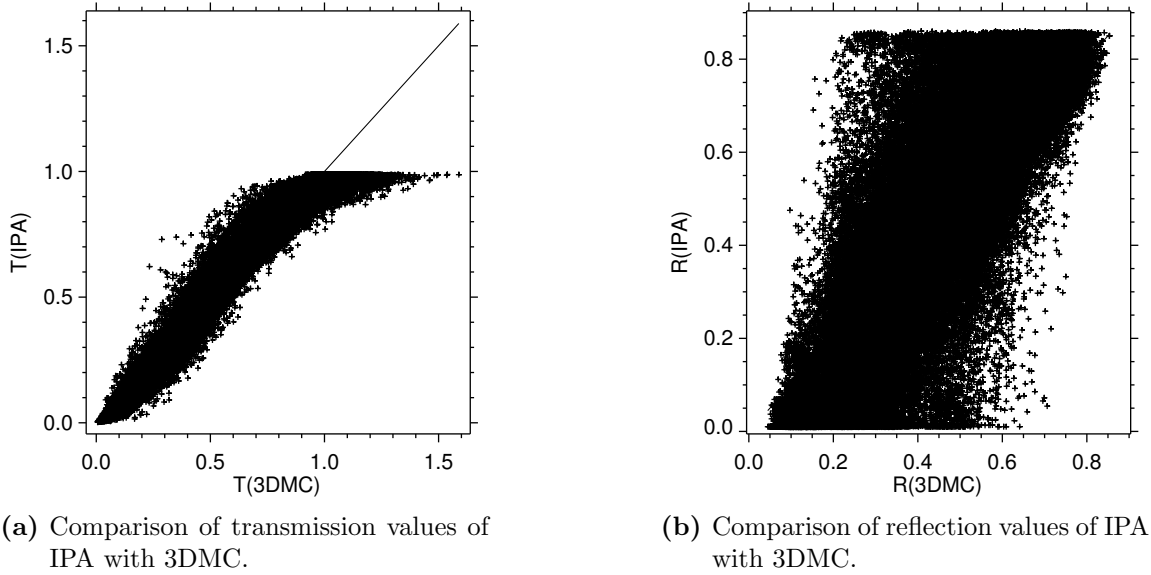 1.5
1.0
0.5
0.0
T(IPA)
0.0 0.5 1.0 1.5
T(3DMC)
0.8
0.6
0.4
0.2
0.0
R(IPA)
0.0 0.2 0.4 0.6 0.8
R(3DMC)
(a) Comparison of transmission values of
IPA with 3DMC.
(b) Comparison of reflection values of IPA
with 3DMC.